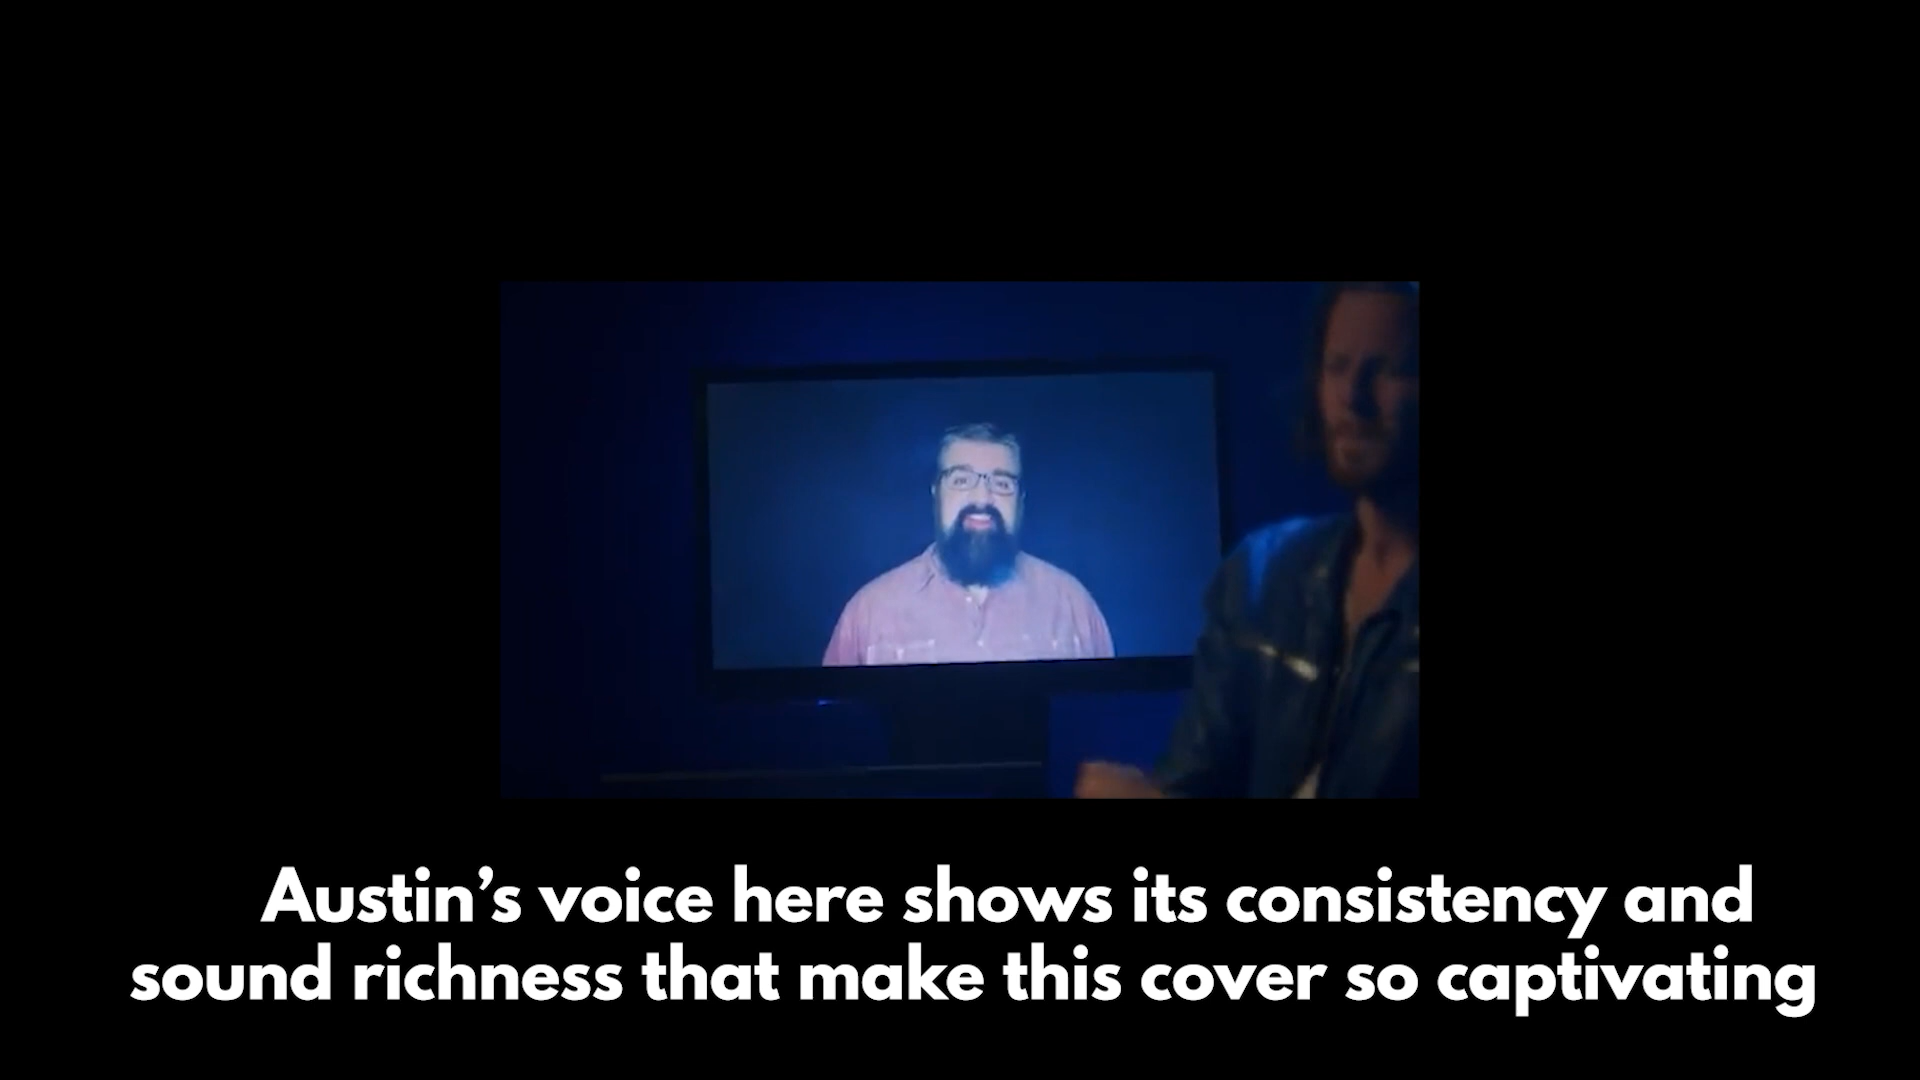 Austin’s voice here shows its consistency and
sound richness that make this cover so captivating